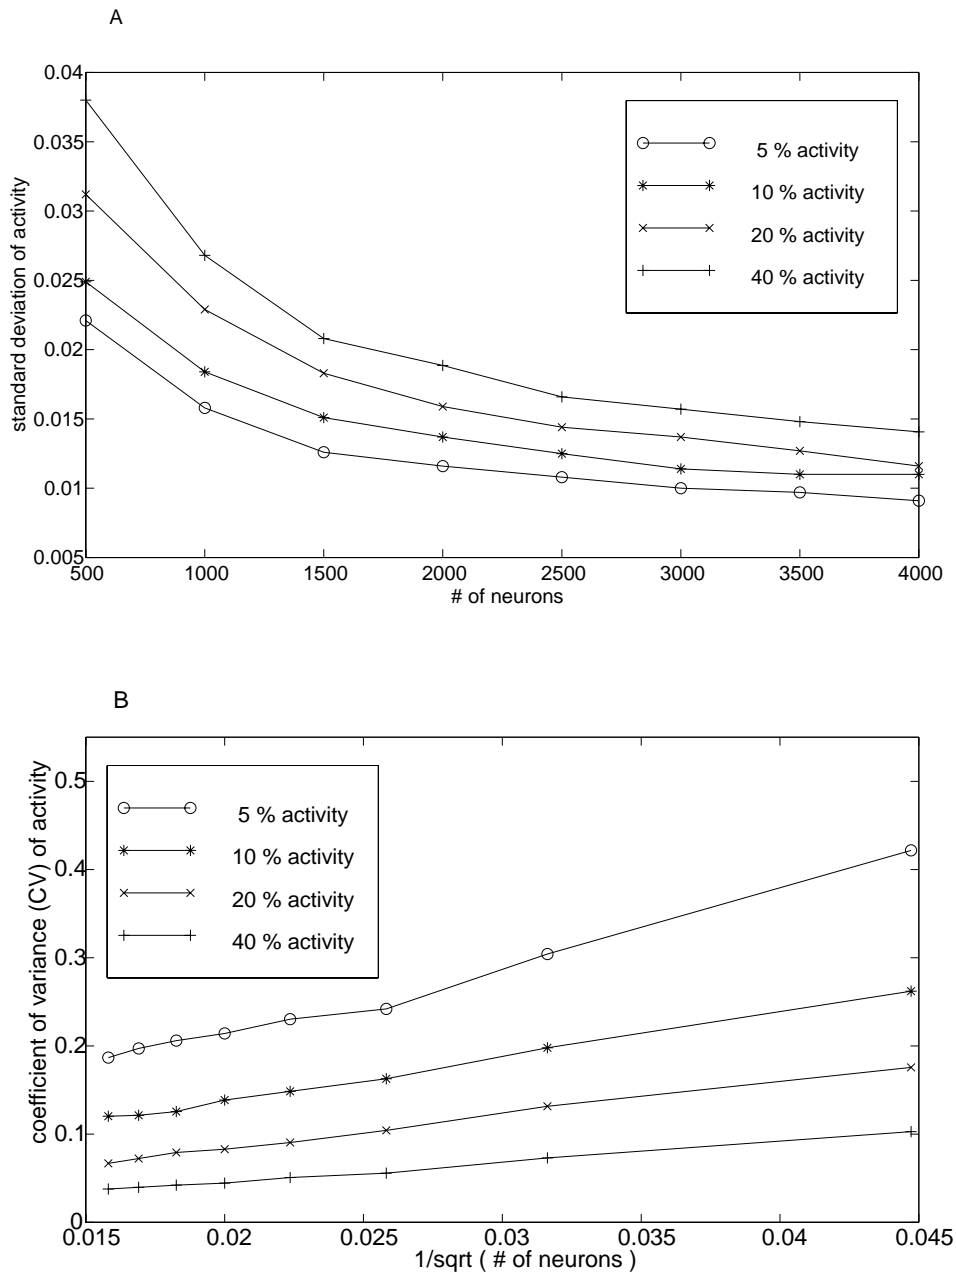 A
0.04
0.035
0.03
0.025
0.02
0.015
0.01
0.005
standard deviation of activity
5 % activity
10 % activity
20 % activity
40 % activity
500
1000
1500
2000
2500
3000
3500
4000
# of neurons
B
0.5
0.4
0.3
0.2
0.1
0
coefficient of variance (CV) of activity
5 % activity
10 % activity
20 % activity
40 % activity
0.015
0.02
0.025
0.03
0.035
0.04
0.045
1/sqrt ( # of neurons )